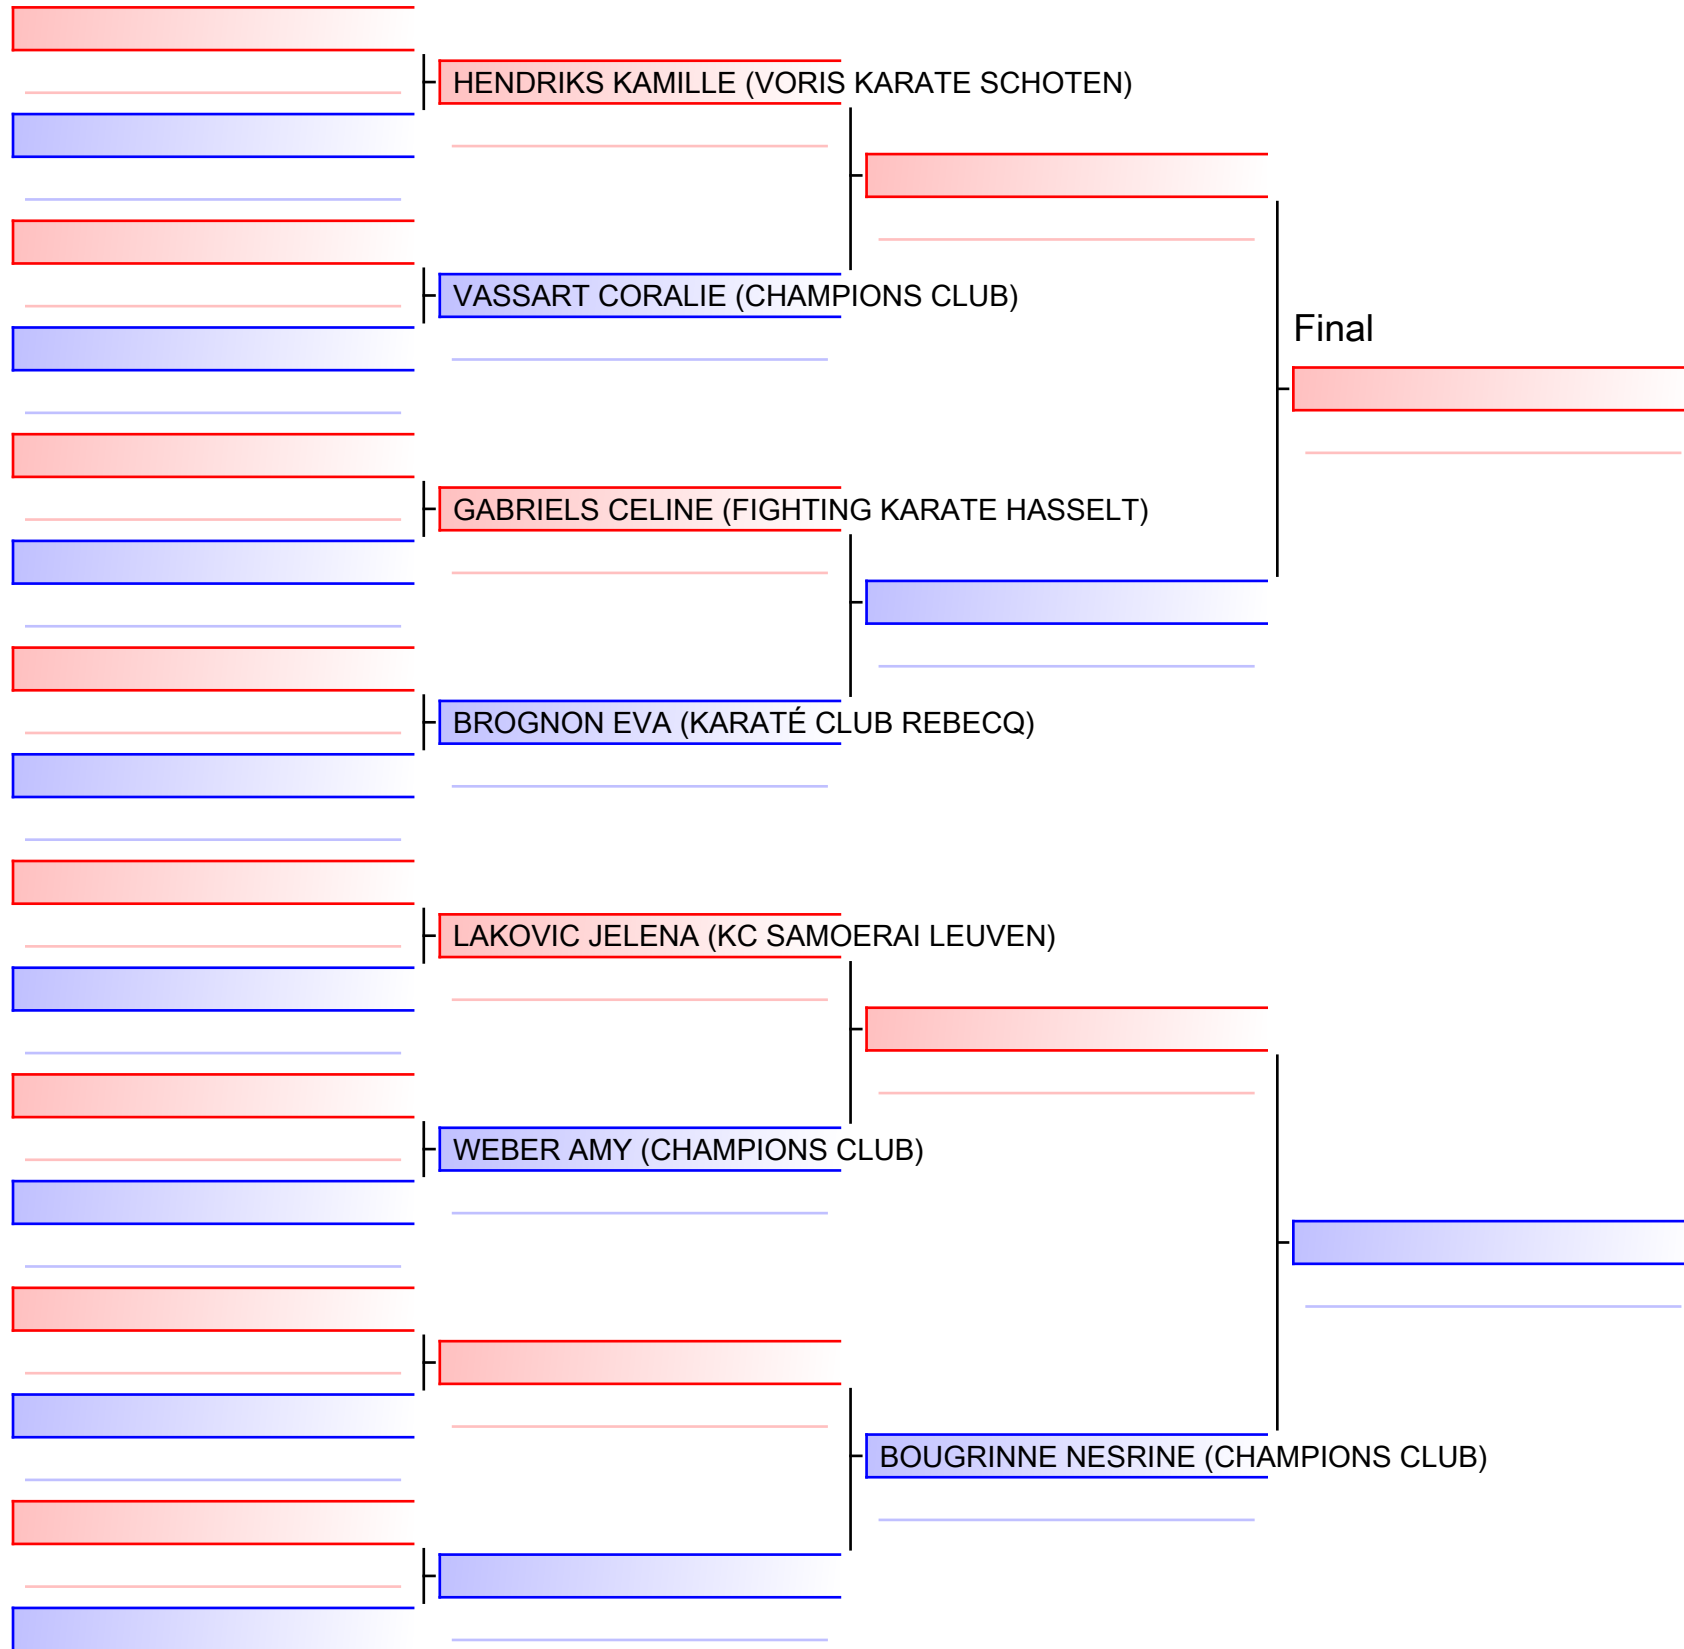 HENDRIKS KAMILLE (VORIS KARATE SCHOTEN)
VASSART CORALIE (CHAMPIONS CLUB)
Final
GABRIELS CELINE (FIGHTING KARATE HASSELT)
BROGNON EVA (KARATÉ CLUB REBECQ)
LAKOVIC JELENA (KC SAMOERAI LEUVEN)
WEBER AMY (CHAMPIONS CLUB)
BOUGRINNE NESRINE (CHAMPIONS CLUB)